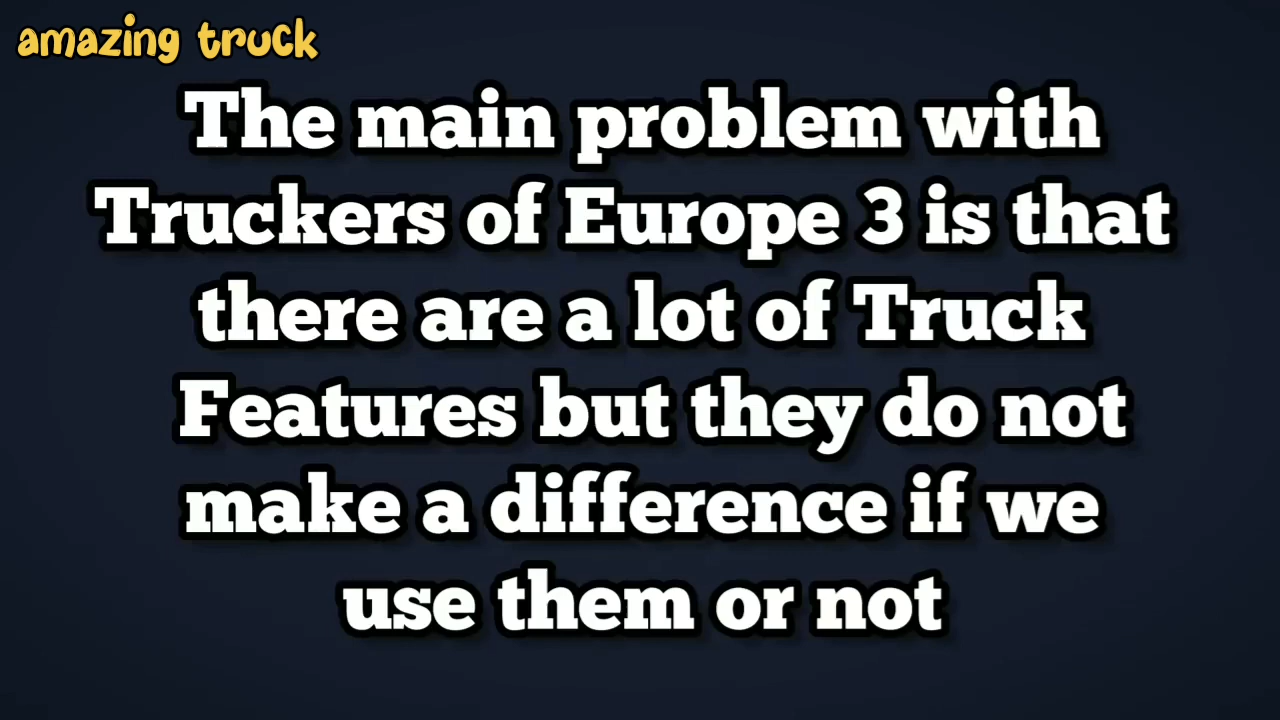 amazing truck
The main problem with
Truckers of Europe 3 is that
there are a lot of Truck
Features but they do not
make a difference if we
use them or not